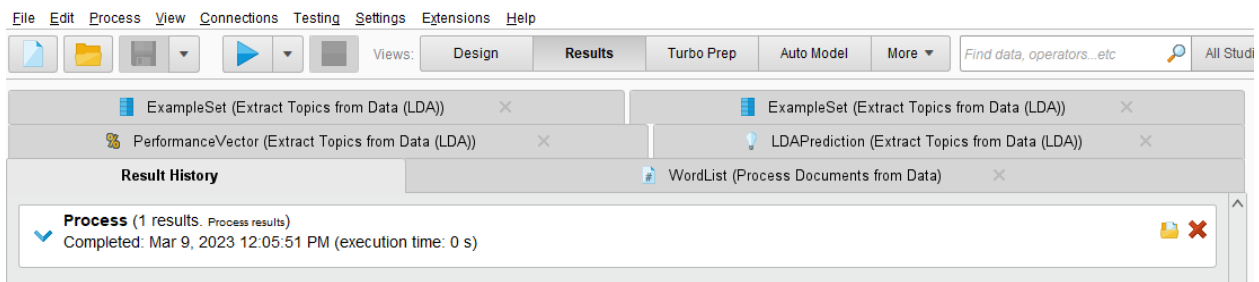 File Edit Process View Connections Testing Settings Extensions Help
Views: Design Results Turbo Prep Auto Model More ▼ Find data, operators...etc All Studi
ExampleSet (Extract Topics from Data (LDA)) ExampleSet (Extract Topics from Data (LDA))
% PerformanceVector (Extract Topics from Data (LDA)) LDAPrediction (Extract Topics from Data (LDA))
Result History # WordList (Process Documents from Data)
Process (1 results. Process results)
Completed: Mar 9, 2023 12:05:51 PM (execution time: 0 s)